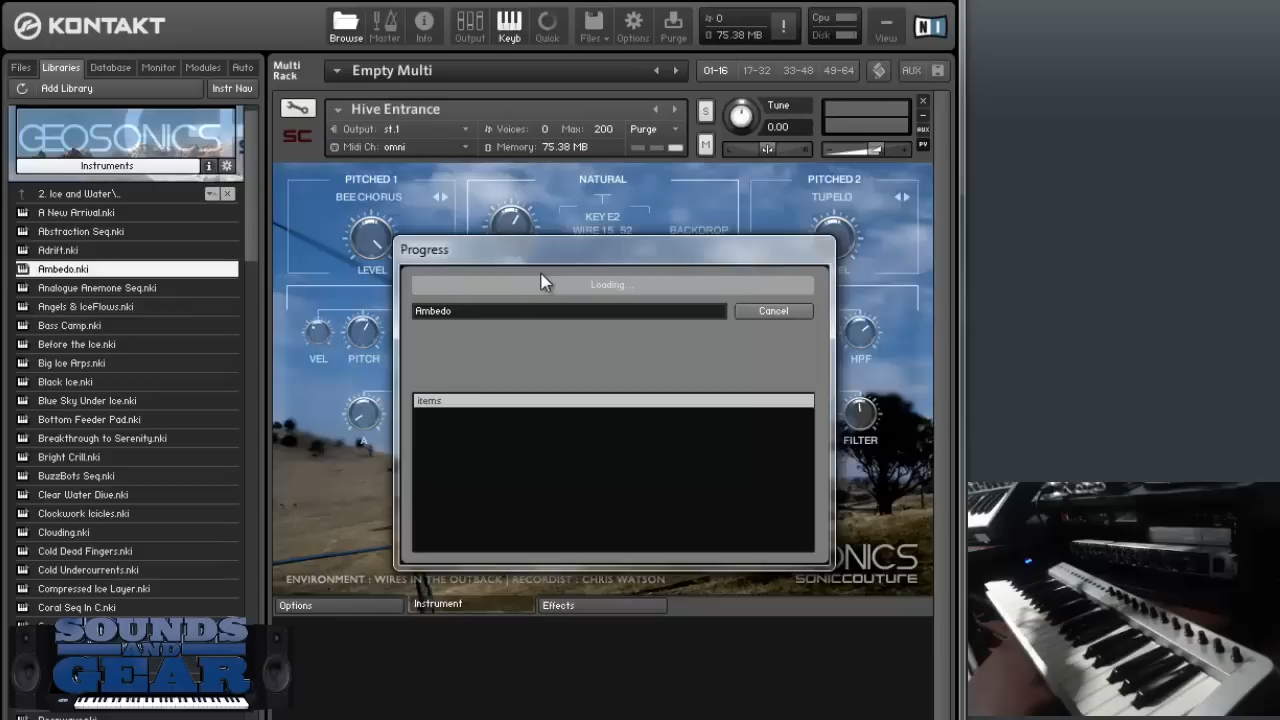 KONTAKT
Browse
Master
Info
Output
Keyb
Quick
Files
Options
Purge
0
75.38 MB
!
Cpu
Disk
View
NI
Files
Libraries
Database
Monitor
Modules
Auto
Add Library
Instr Nav
GEOSONICS
Instruments
i
2. Ice and Water\..
A New Arrival.nki
Abstraction Seq.nki
Adrift.nki
Ambedo.nki
Analogue Anemone Seq.nki
Angels & IceFlows.nki
Bass Camp.nki
Before the Ice.nki
Big Ice Arps.nki
Black Ice.nki
Blue Sky Under Ice.nki
Bottom Feeder Pad.nki
Breakthrough to Serenity.nki
Bright Crill.nki
BuzzBots Seq.nki
Clear Water Dive.nki
Clockwork Icicles.nki
Clouding.nki
Cold Dead Fingers.nki
Cold Undercurrents.nki
Compressed Ice Layer.nki
Coral Seq In C.nki
SOUNDS
AND
GEAR
Multi
Rack
Empty Multi
01-16
17-32
33-48
49-64
AUX
Hive Entrance
SC
Output: st.1
Voices: 0 Max: 200
Purge
Midi Ch: omni
Memory: 75.38 MB
S
M
Tune
0.00
AUX
PV
PITCHED 1
BEE CHORUS
LEVEL
NATURAL
KEY E2
WIRE 15_52
BACKDROP
PITCHED 2
TUPELO
VEL
PITCH
HPF
A
FILTER
Progress
Loading...
Ambedo
Cancel
items
ENVIRONMENT : WIRES IN THE OUTBACK | RECORDIST : CHRIS WATSON
SONICCOUTURE
Options
Instrument
Effects